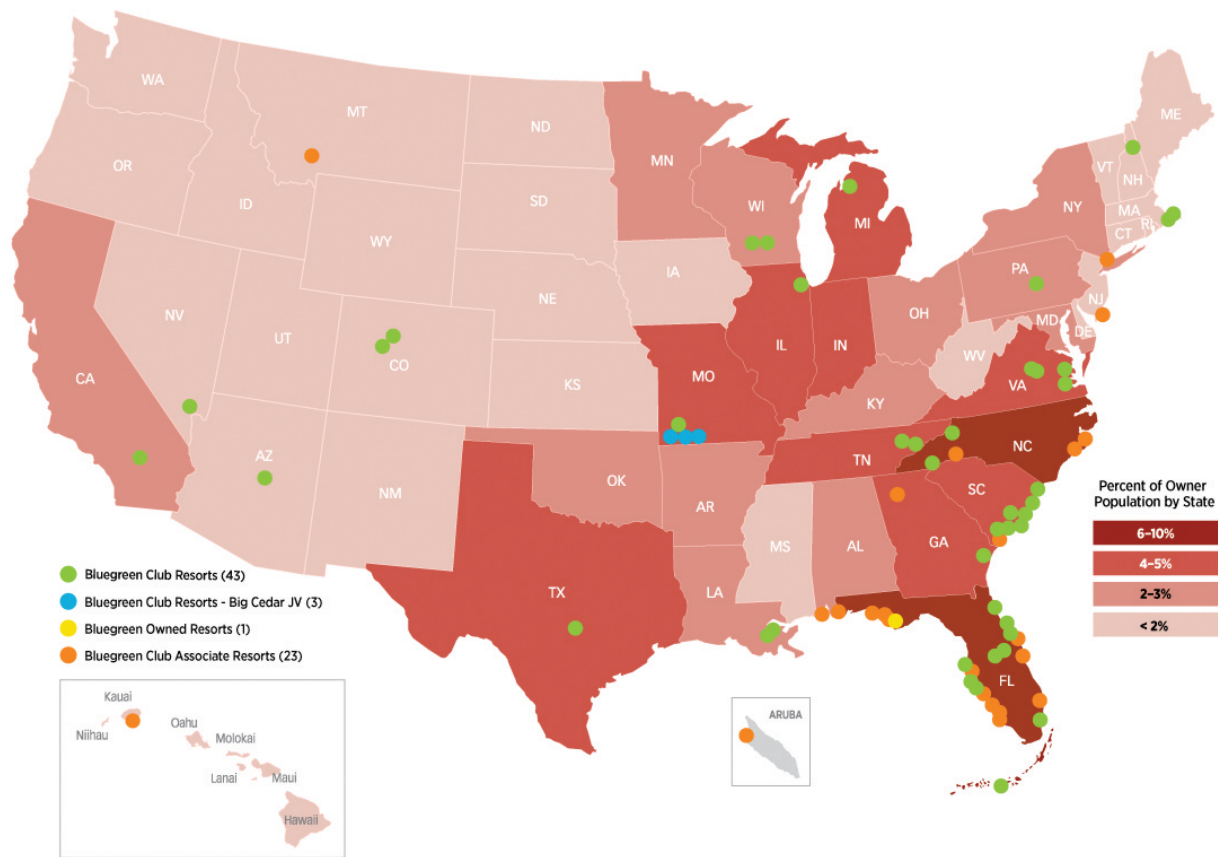 WA
MT
ND
MN
ME
OR
ID
SD
WI
MI
VT
NH
NY
MA
RI
CT
WY
IA
PA
NJ
NV
UT
CO
NE
IL
IN
OH
MD
DE
WV
CA
KS
MO
KY
VA
AZ
NM
OK
AR
TN
NC
SC
MS
AL
GA
TX
LA
FL
Percent of Owner
Population by State
6–10%
4–5%
2–3%
< 2%
Bluegreen Club Resorts (43)
Bluegreen Club Resorts - Big Cedar JV (3)
Bluegreen Owned Resorts (1)
Bluegreen Club Associate Resorts (23)
Kauai
Niihau
Oahu
Molokai
Lanai
Maui
Hawaii
ARUBA